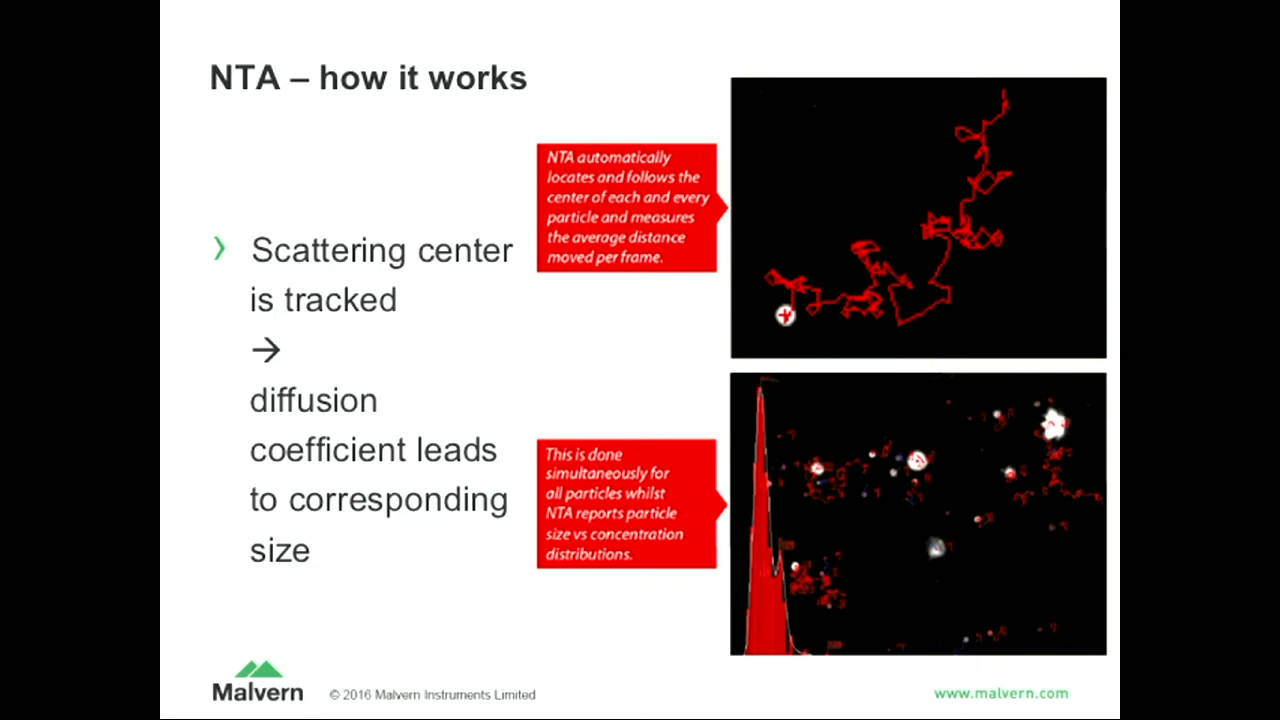 NTA – how it works
NTA automatically
locates and follows the
center of each and every
particle and measures
the average distance
moved per frame.
› Scattering center
is tracked
→
diffusion
coefficient leads
to corresponding
size
This is done
simultaneously for
all particles whilst
NTA reports particle
size vs concentration
distributions.
Malvern
© 2016 Malvern Instruments Limited
www.malvern.com